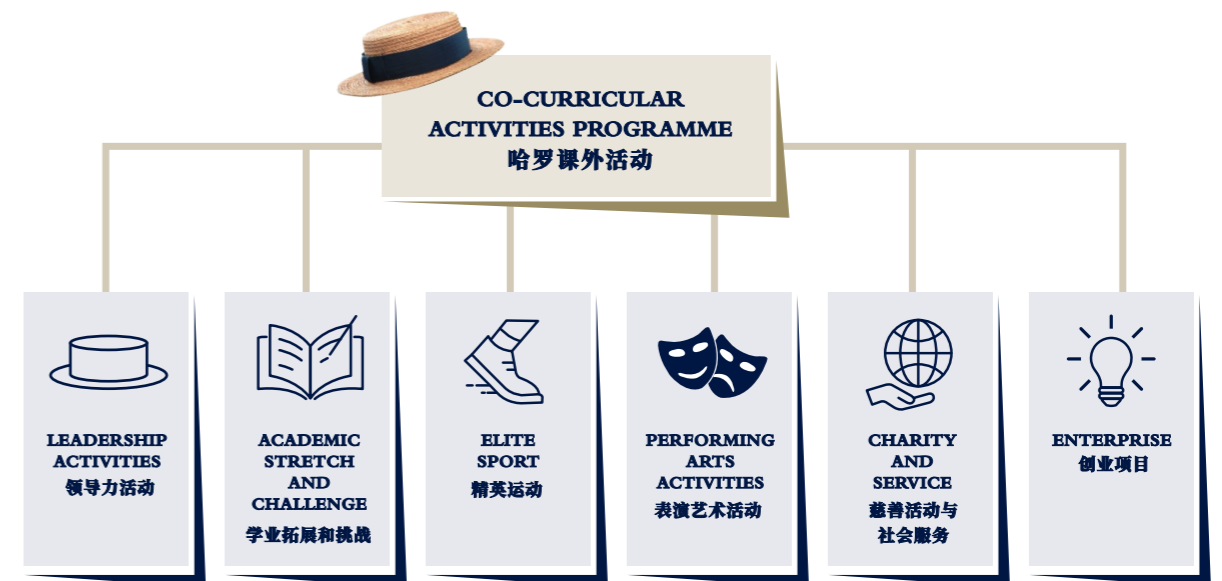 CO-CURRICULAR
ACTIVITIES PROGRAMME
哈罗课外活动
LEADERSHIP
ACTIVITIES
领导力活动
ACADEMIC
STRETCH
AND
CHALLENGE
学业拓展和挑战
ELITE
SPORT
精英运动
PERFORMING
ARTS
ACTIVITIES
表演艺术活动
CHARITY
AND
SERVICE
慈善活动与
社会服务
ENTERPRISE
创业项目